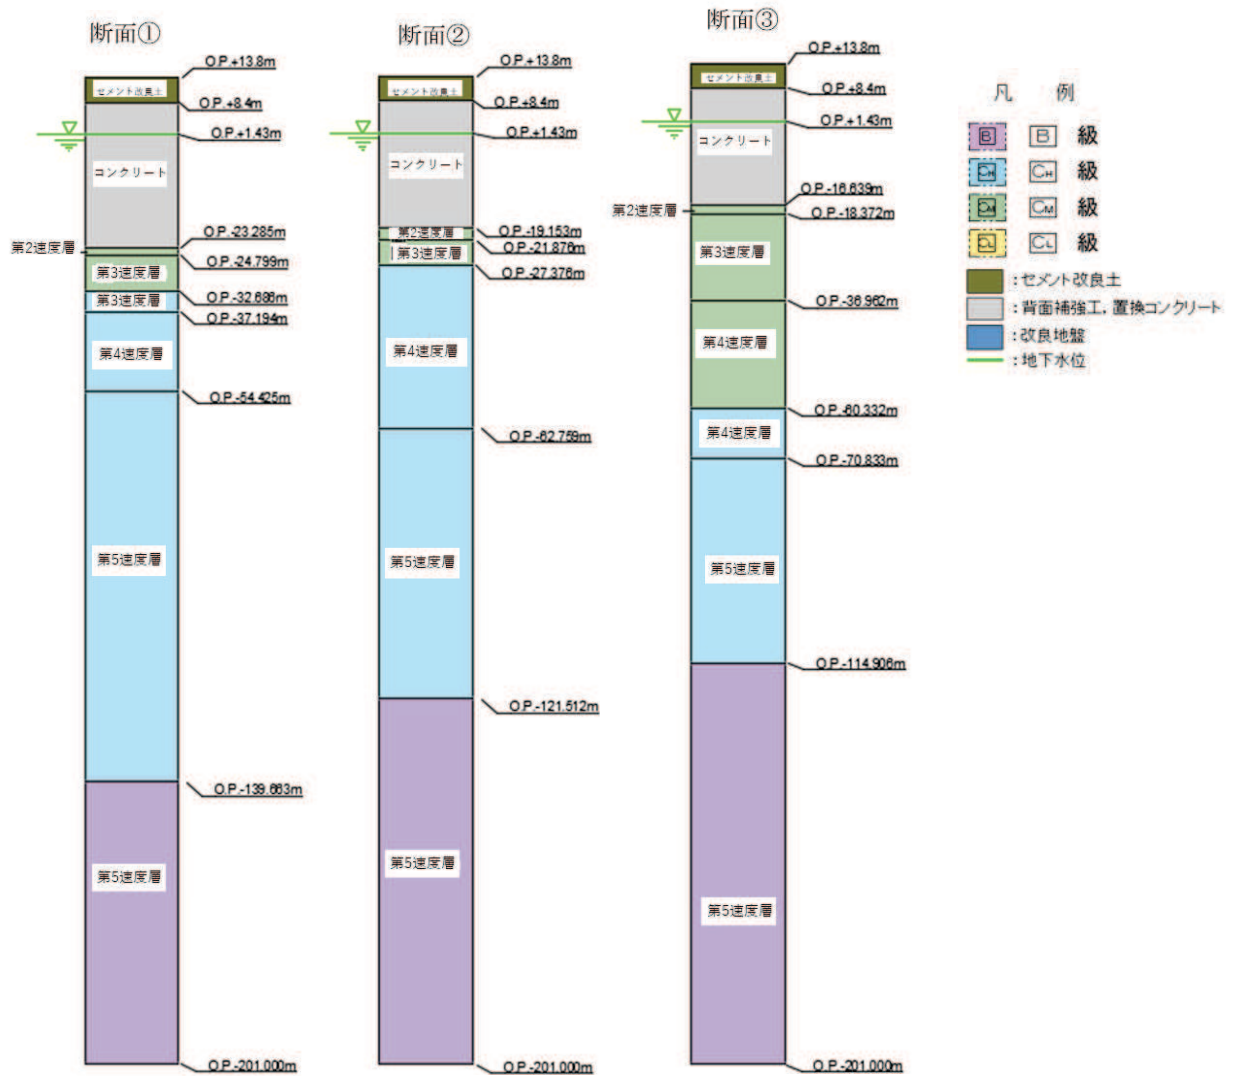 断面①
O.P.+13.8m
セメント改良土
O.P.+8.4m
O.P.+1.43m
コンクリート
O.P.-23.285m
第2速度層
O.P.-24.799m
第3速度層
O.P.-32.686m
第3速度層
O.P.-37.194m
第4速度層
O.P.-54.425m
第5速度層
O.P.-139.663m
第5速度層
O.P.-201.000m
断面②
O.P.+13.8m
セメント改良土
O.P.+8.4m
O.P.+1.43m
コンクリート
O.P.-19.153m
第2速度層
O.P.-21.876m
第3速度層
O.P.-27.376m
第4速度層
O.P.-62.759m
第5速度層
O.P.-121.512m
第5速度層
O.P.-201.000m
断面③
O.P.+13.8m
セメント改良土
O.P.+8.4m
O.P.+1.43m
コンクリート
O.P.-16.639m
第2速度層
O.P.-18.372m
第3速度層
O.P.-36.962m
第4速度層
O.P.-60.332m
第4速度層
O.P.-70.833m
第5速度層
O.P.-114.906m
第5速度層
O.P.-201.000m
凡 例
B B 級
CH CH 級
CM CM 級
CL CL 級
:セメント改良土
:背面補強工，置換コンクリート
:改良地盤
:地下水位